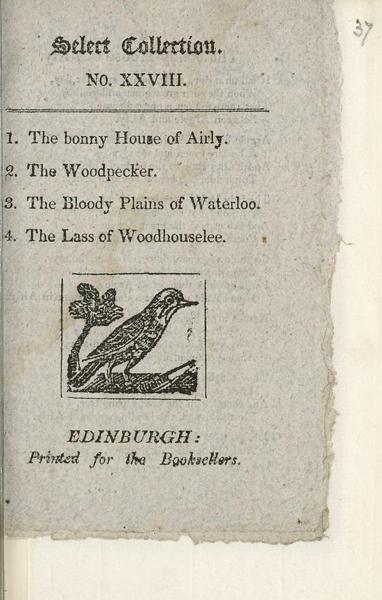 37
Select Collection.
NO. XXVIII.
1. The bonny House of Airly.
2. The Woodpecker.
3. The Bloody Plains of Waterloo.
4. The Lass of Woodhouselee.
EDINBURGH:
Printed for the Booksellers.